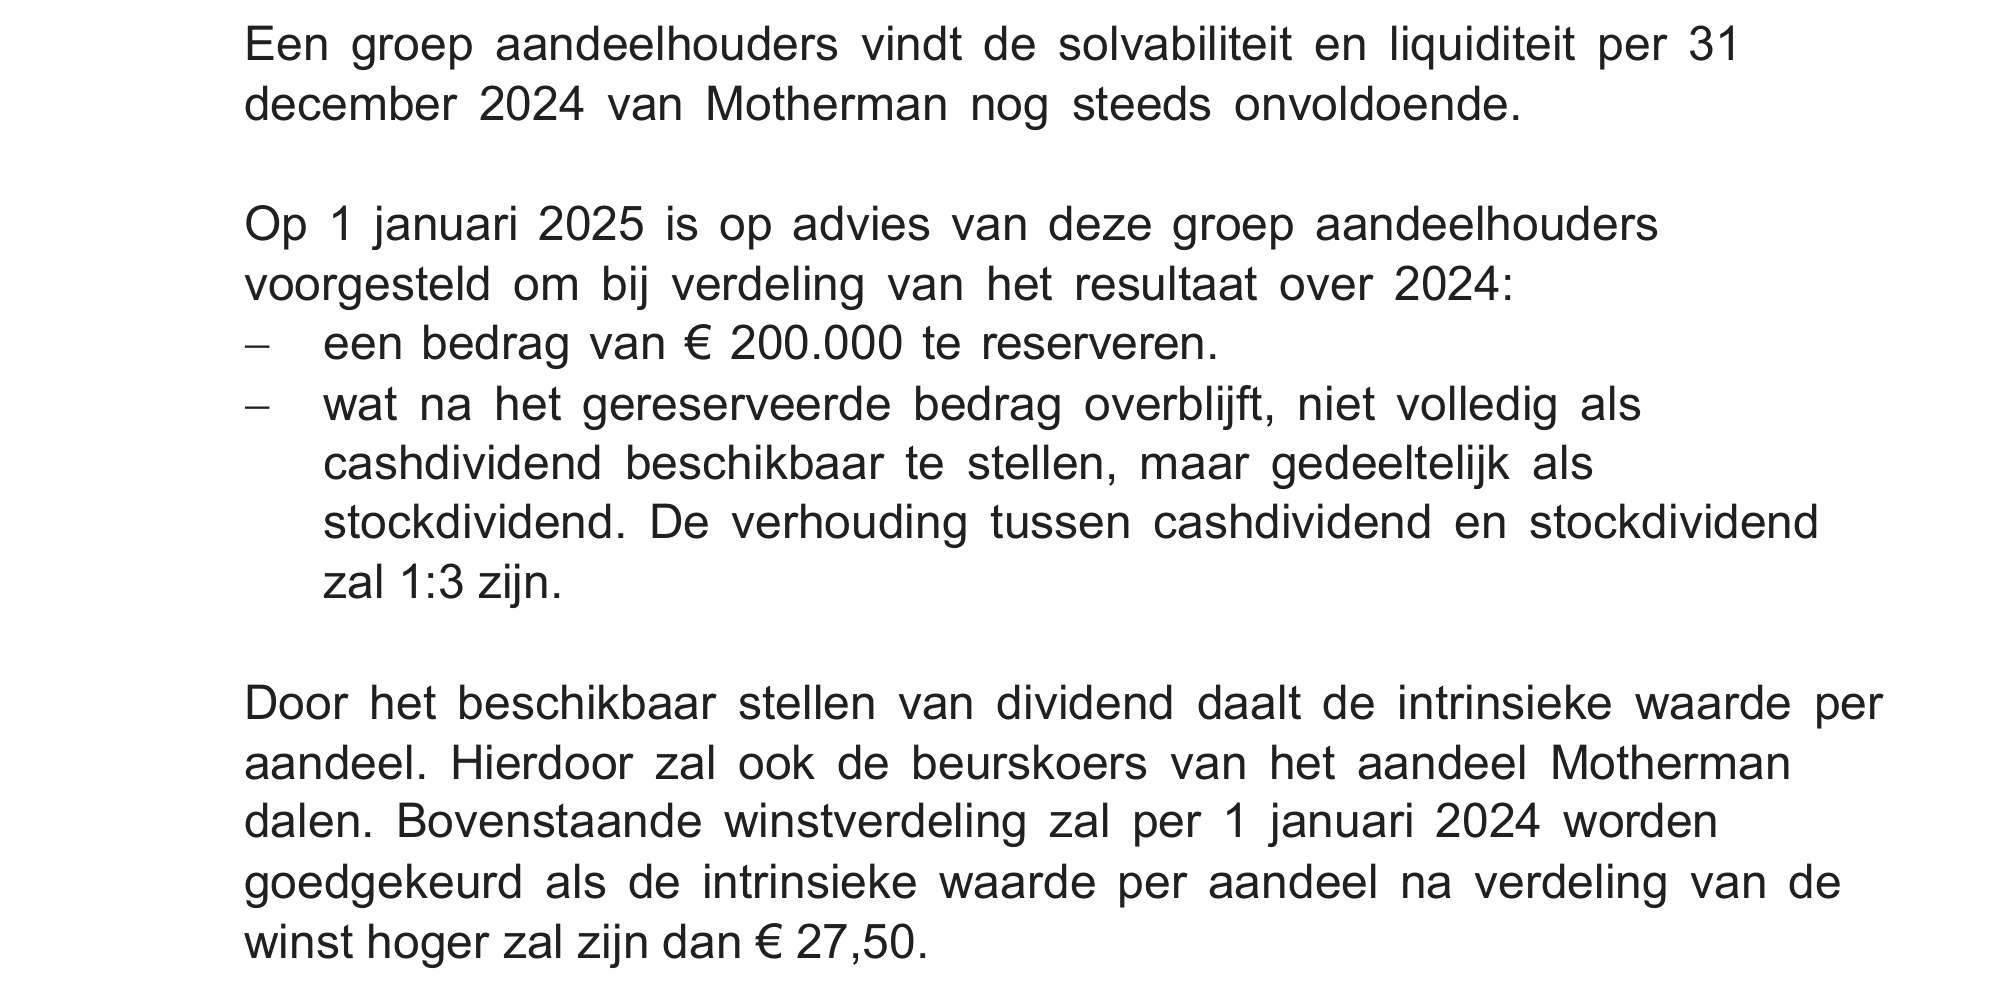 Een groep aandeelhouders vindt de solvabiliteit en liquiditeit per 31
december 2024 van Motherman nog steeds onvoldoende.
Op 1 januari 2025 is op advies van deze groep aandeelhouders
voorgesteld om bij verdeling van het resultaat over 2024:
– een bedrag van € 200.000 te reserveren.
– wat na het gereserveerde bedrag overblijft, niet volledig als
cashdividend beschikbaar te stellen, maar gedeeltelijk als
stockdividend. De verhouding tussen cashdividend en stockdividend
zal 1:3 zijn.
Door het beschikbaar stellen van dividend daalt de intrinsieke waarde per
aandeel. Hierdoor zal ook de beurskoers van het aandeel Motherman
dalen. Bovenstaande winstverdeling zal per 1 januari 2024 worden
goedgekeurd als de intrinsieke waarde per aandeel na verdeling van de
winst hoger zal zijn dan € 27,50.